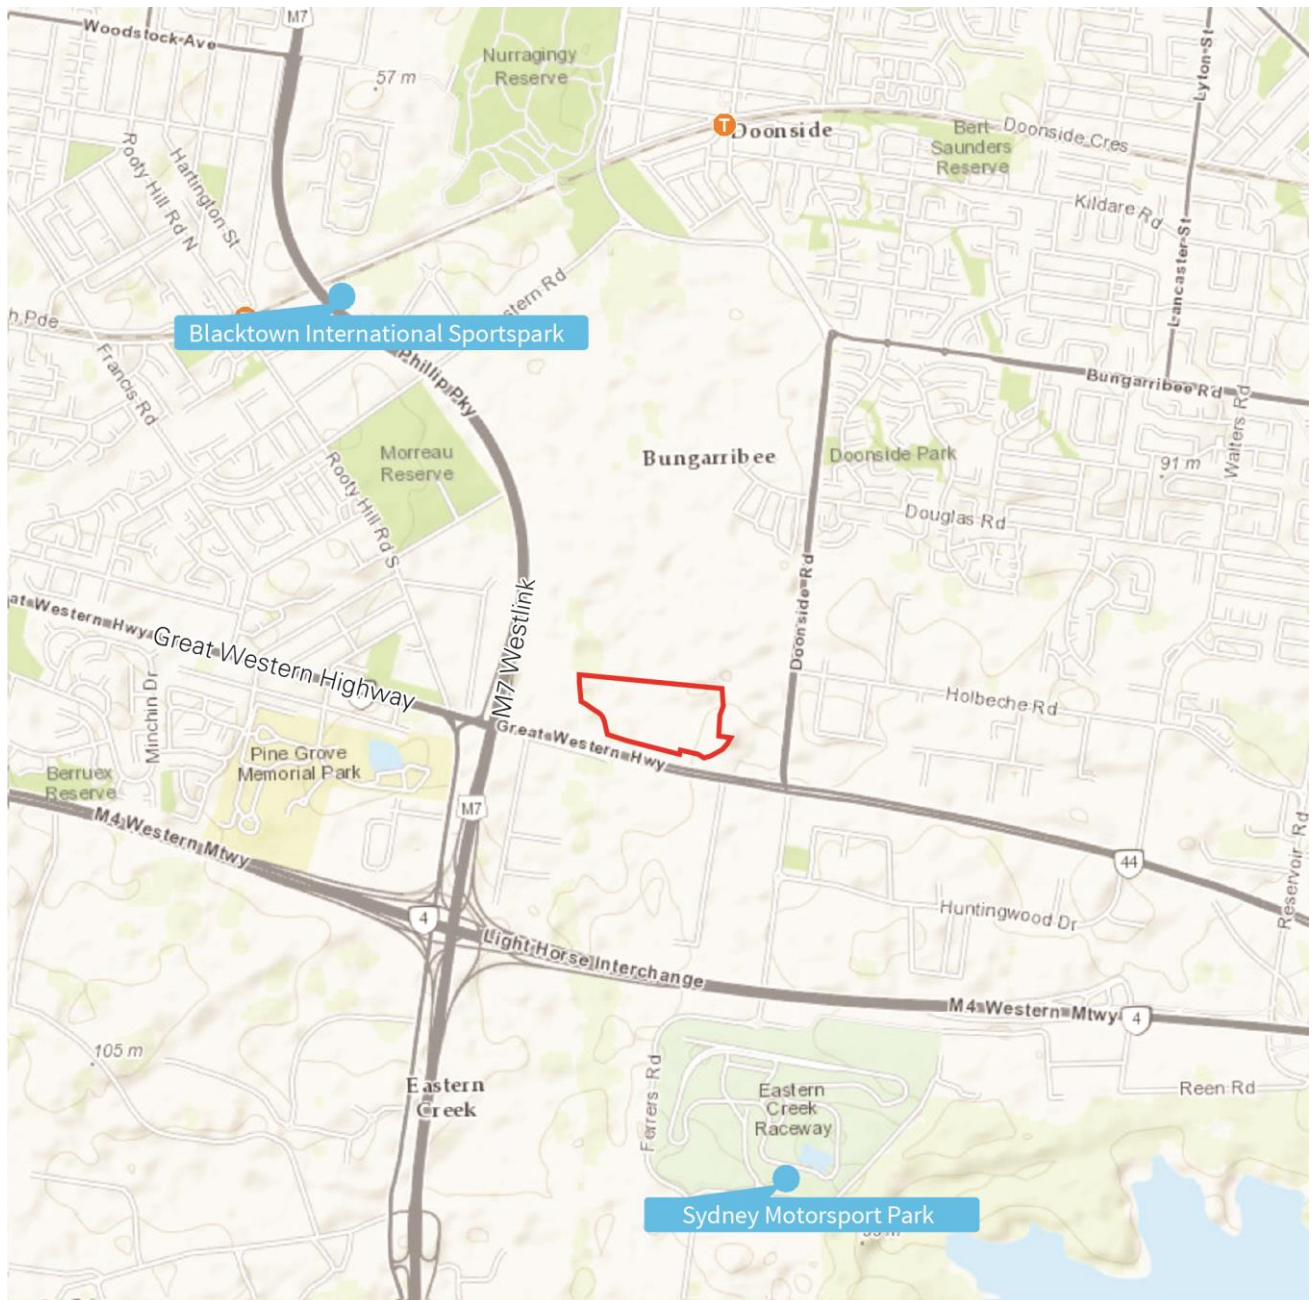 M7
Woodstock Ave
57 m
Nurragingy
Reserve
Lyton St
T
Doonside
Bert
Saunders
Reserve
Doonside Cres
Rooty Hill Rd N
Hartington St
Kildare Rd
Lancaster St
stern Rd
h Pde
Blacktown International Sportspark
Phillip Pky
Francis Rd
Bungarribee Rd
Walters Rd
Morreau
Reserve
Bungarribee
Doonside Park
91 m
Rooty Hill Rd S
Douglas Rd
Doonside Rd
M7 Westlink
at Western Hwy
Great Western Highway
Minchin Dr
Holbeche Rd
Great Western Hwy
Pine Grove
Memorial Park
Berruex
Reserve
M7
M4 Western Mtwy
44
Reservoir Rd
4
Huntingwood Dr
Light Horse Interchange
M4 Western Mtwy
4
105 m
Eastern
Creek
Ferrers Rd
Eastern
Creek
Raceway
Reen Rd
Sydney Motorsport Park